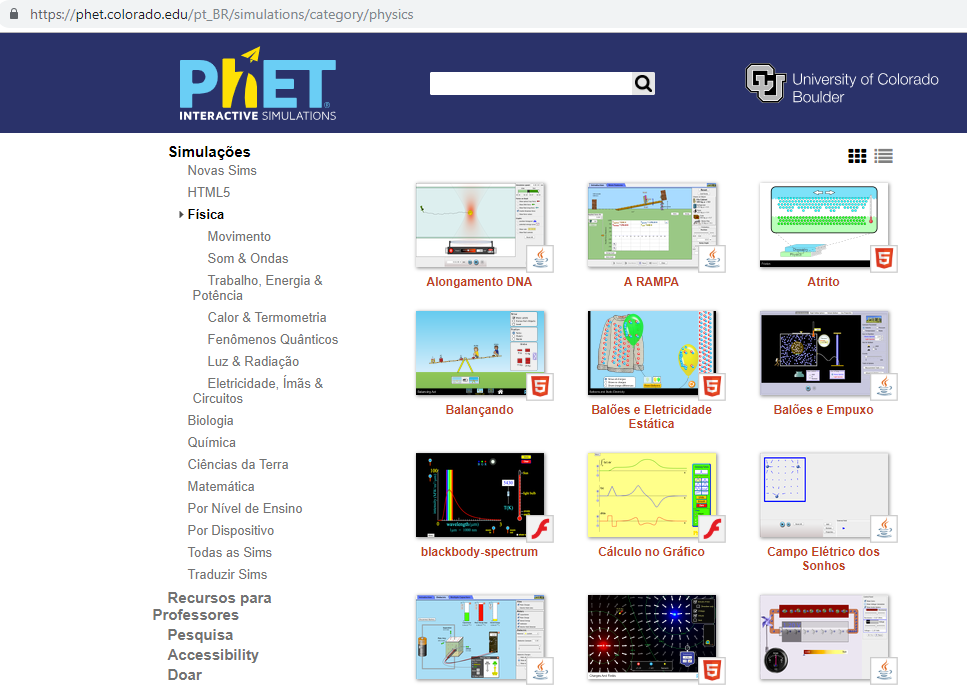 https://phet.colorado.edu/pt_BR/simulations/category/physics
PhET
INTERACTIVE SIMULATIONS
University of Colorado
Boulder
Simulações
Novas Sims
HTML5
Física
Movimento
Som & Ondas
Trabalho, Energia &
Potência
Calor & Termometria
Fenômenos Quânticos
Luz & Radiação
Eletricidade, Ímãs &
Circuitos
Biologia
Química
Ciências da Terra
Matemática
Por Nível de Ensino
Por Dispositivo
Todas as Sims
Traduzir Sims
Recursos para
Professores
Pesquisa
Accessibility
Doar
Alongamento DNA
A RAMPA
Atrito
Balançando
Balões e Eletricidade
Estática
Balões e Empuxo
blackbody-spectrum
Cálculo no Gráfico
Campo Elétrico dos
Sonhos